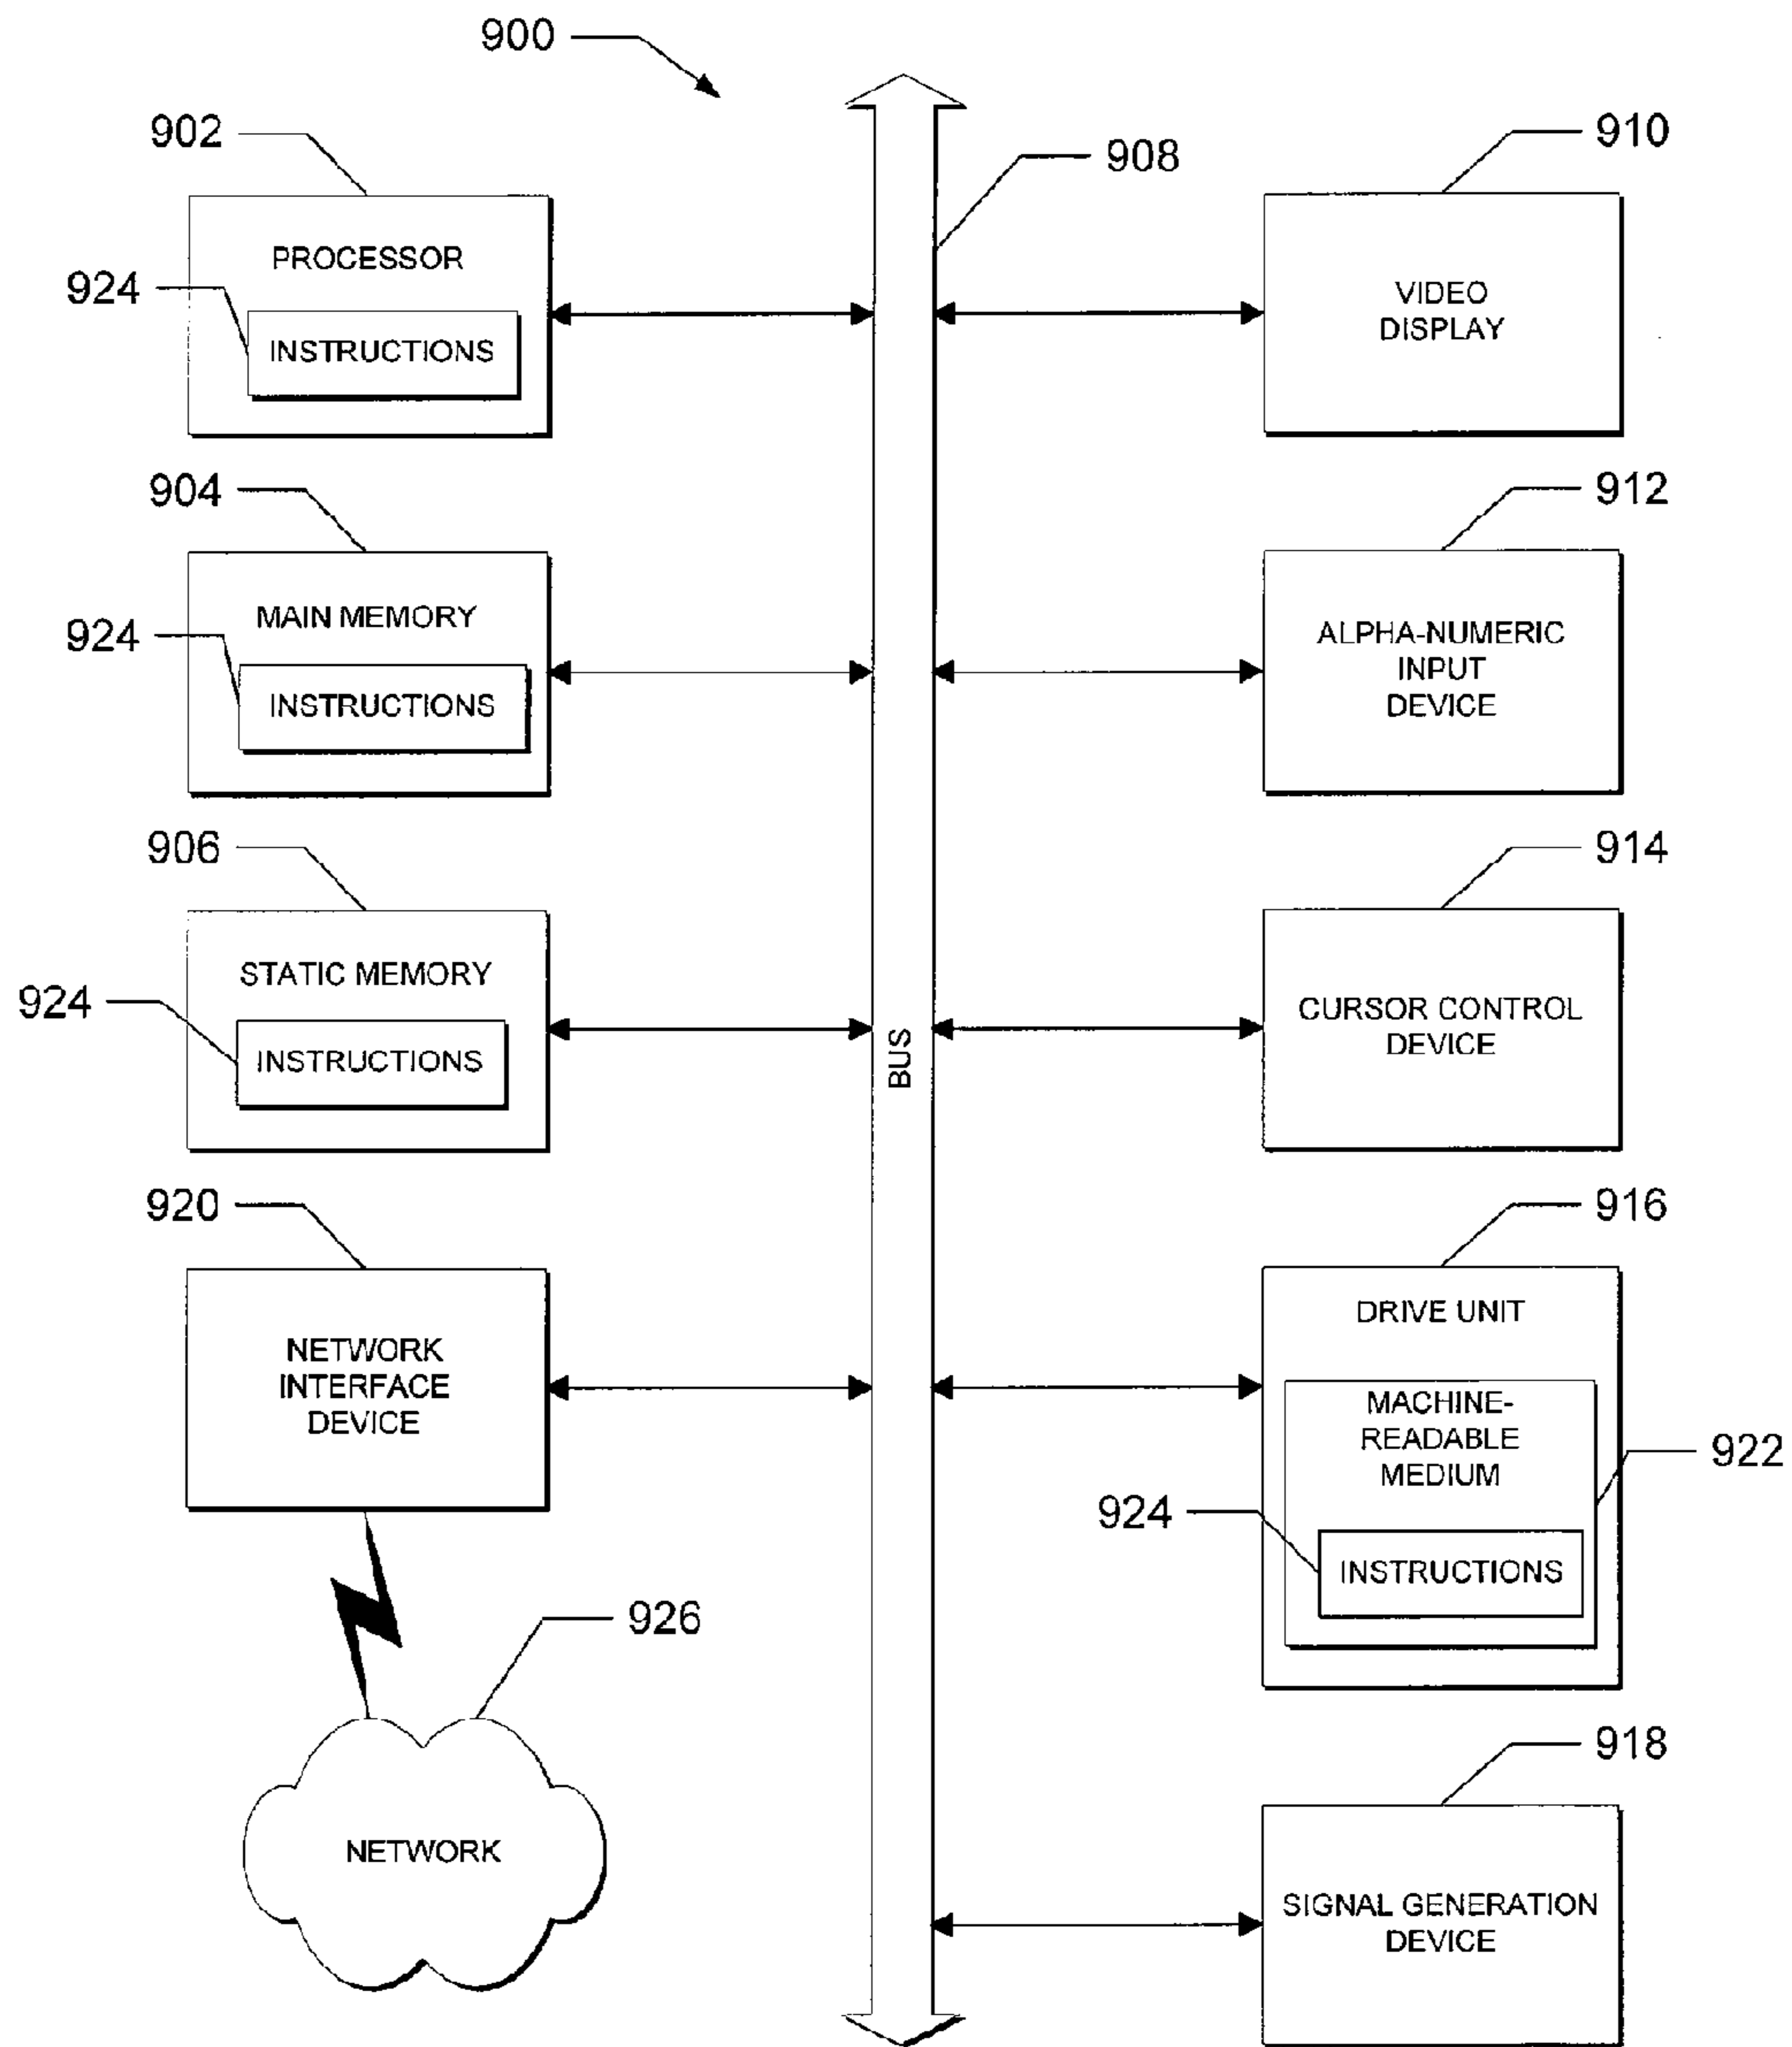 900
902
PROCESSOR
924
INSTRUCTIONS
904
MAIN MEMORY
924
INSTRUCTIONS
906
STATIC MEMORY
924
INSTRUCTIONS
920
NETWORK
INTERFACE
DEVICE
926
NETWORK
908
BUS
910
VIDEO
DISPLAY
912
ALPHA-NUMERIC
INPUT
DEVICE
914
CURSOR CONTROL
DEVICE
916
DRIVE UNIT
MACHINE-
READABLE
MEDIUM
922
924
INSTRUCTIONS
918
SIGNAL GENERATION
DEVICE